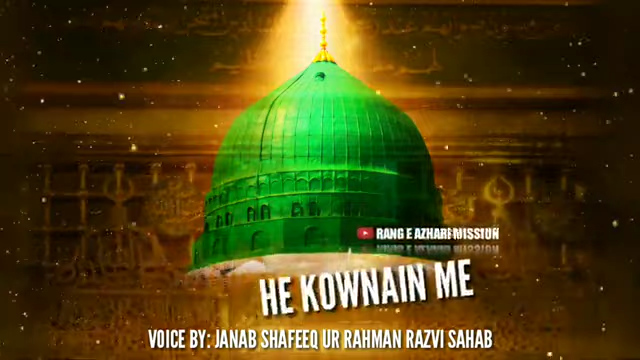 RANG E AZHARI MISSION
HE KOWNAIN ME
VOICE BY: JANAB SHAFEEQ UR RAHMAN RAZVI SAHAB